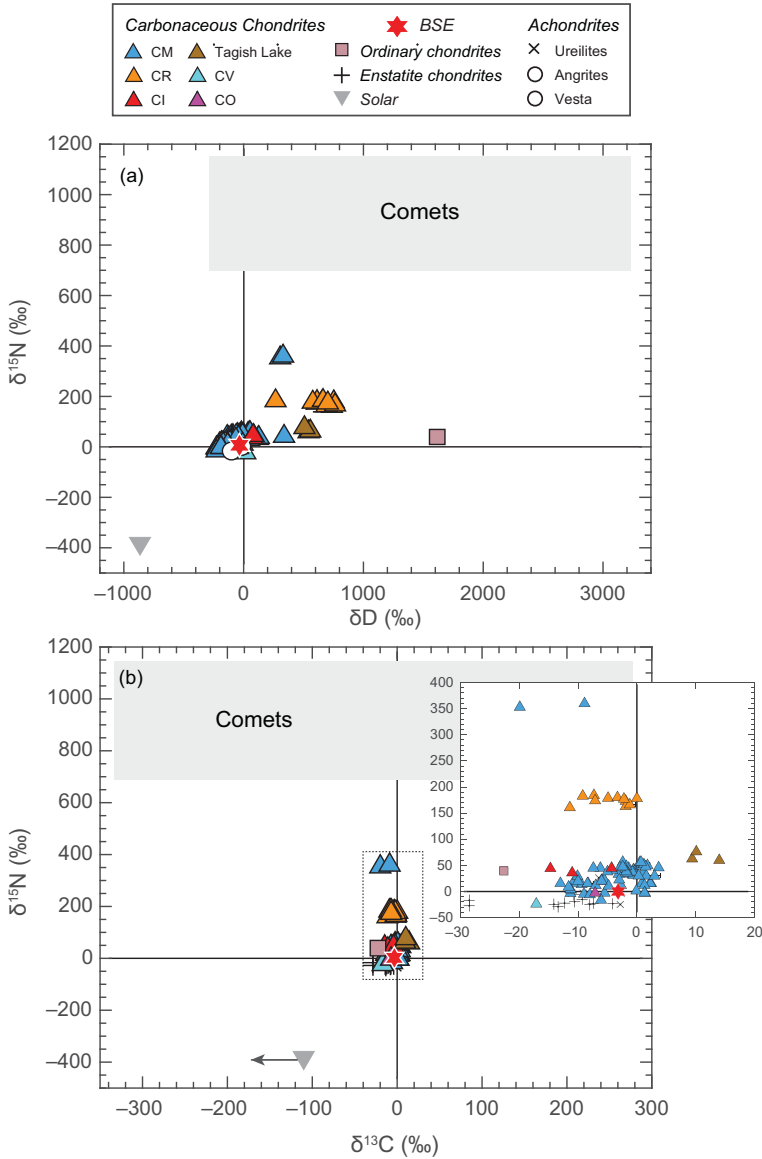 Carbonaceous Chondrites BSE Achondrites
CM Tagish Lake Ordinary chondrites Ureilites
CR CV Enstatite chondrites Angrites
CI CO Solar Vesta
1200
1000
800
600
400
200
0
−200
−400
(a)
Comets
δ15N (‰)
−1000 0 1000 2000 3000
δD (‰)
1200
1000
800
600
400
200
0
−200
−400
(b)
Comets
δ15N (‰)
400
350
300
250
200
150
100
50
0
−50
−30 −20 −10 0 10 20
−300 −200 −100 0 100 200 300
δ13C (‰)